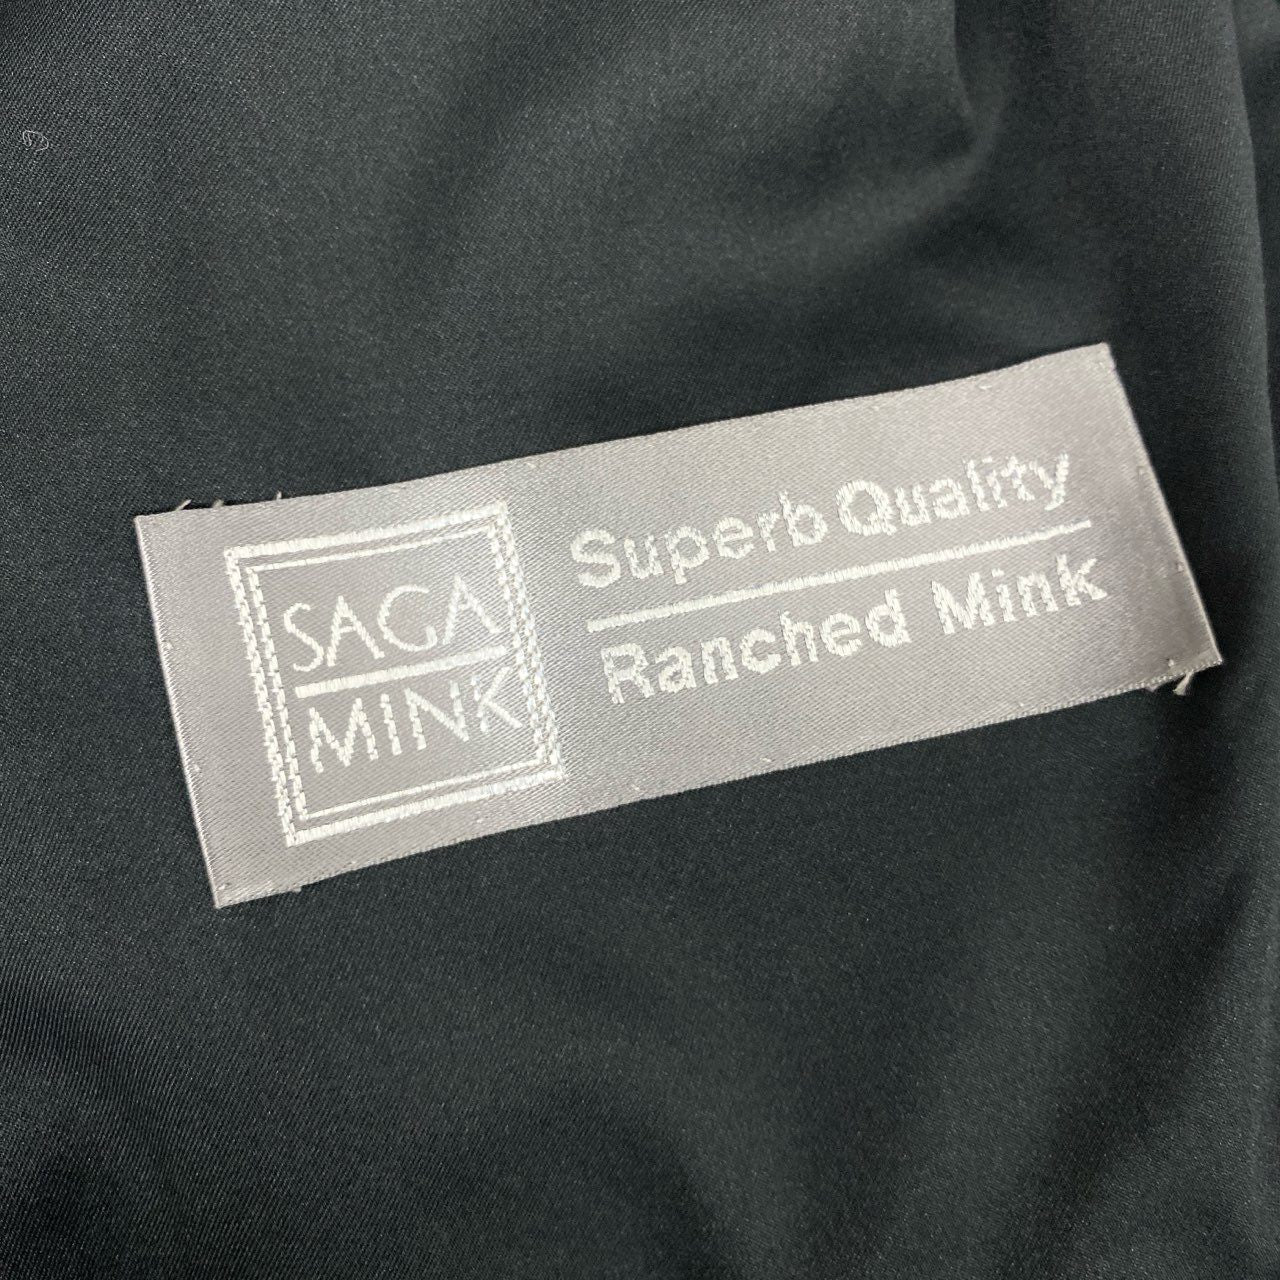 SAGA
MINK
Superb Quality
Ranched Mink